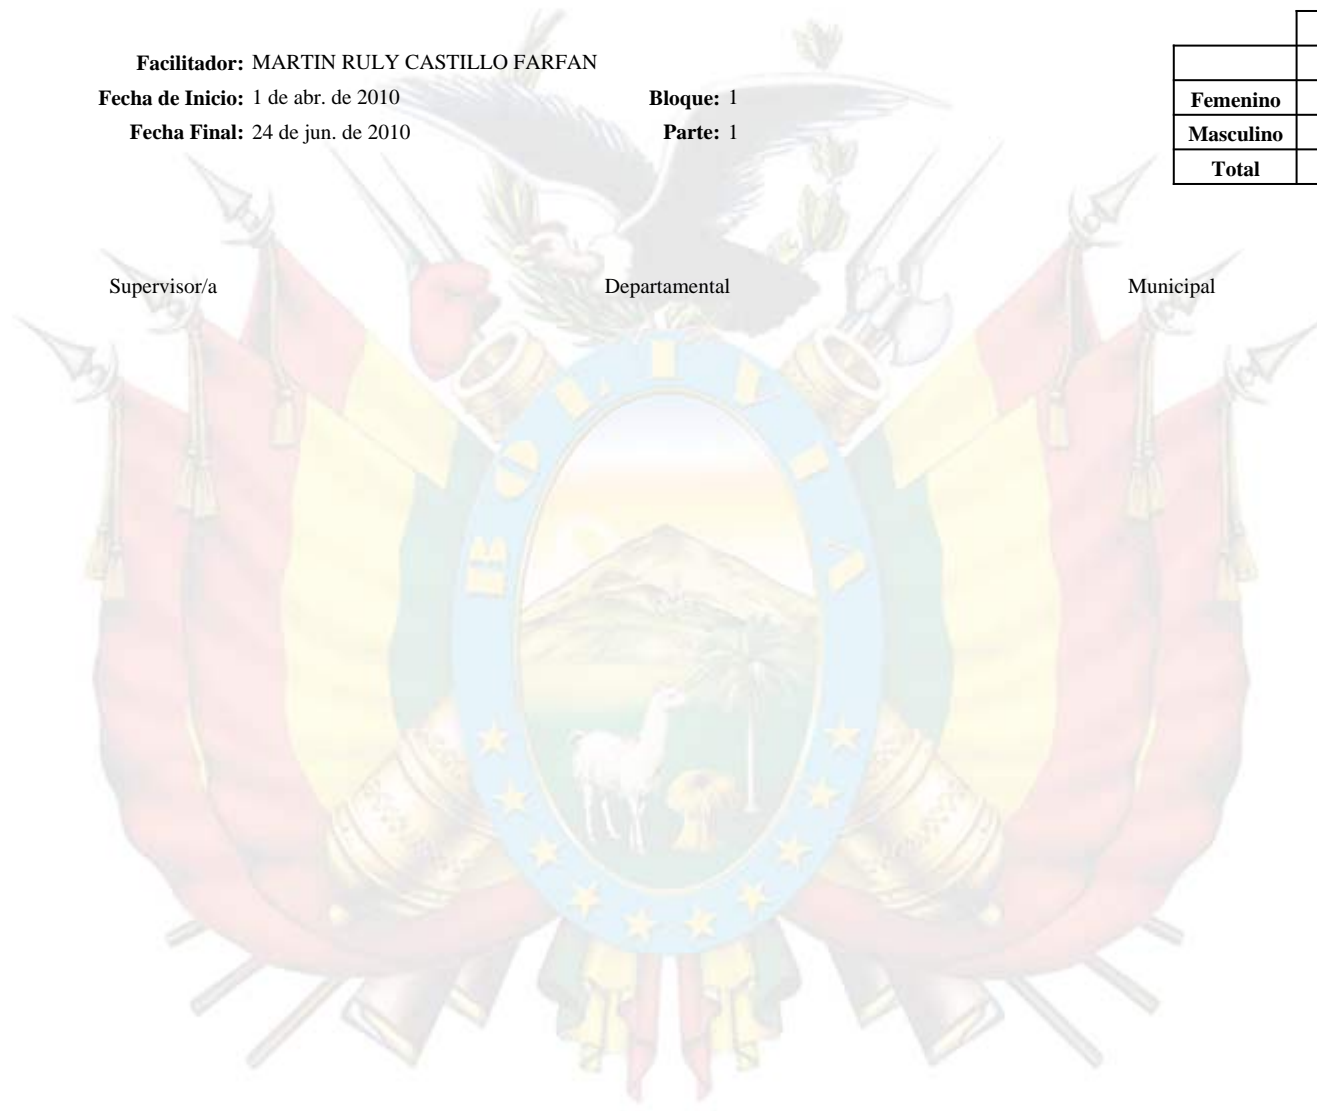 Facilitador: MARTIN RULY CASTILLO FARFAN
Fecha de Inicio: 1 de abr. de 2010 Bloque: 1
Fecha Final: 24 de jun. de 2010 Parte: 1
Femenino
Masculino
Total
Supervisor/a Departamental Municipal
BOLIVIA